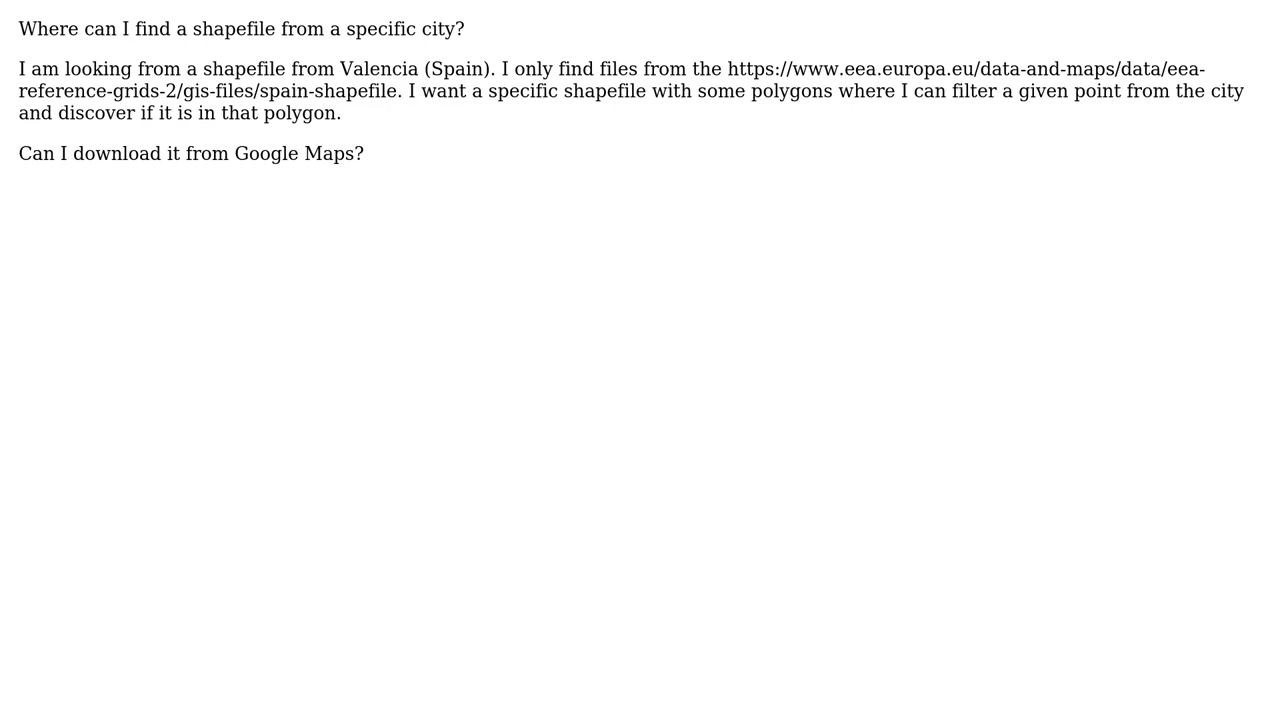 Where can I find a shapefile from a specific city?
I am looking from a shapefile from Valencia (Spain). I only find files from the https://www.eea.europa.eu/data-and-maps/data/eea-
reference-grids-2/gis-files/spain-shapefile. I want a specific shapefile with some polygons where I can filter a given point from the city
and discover if it is in that polygon.
Can I download it from Google Maps?